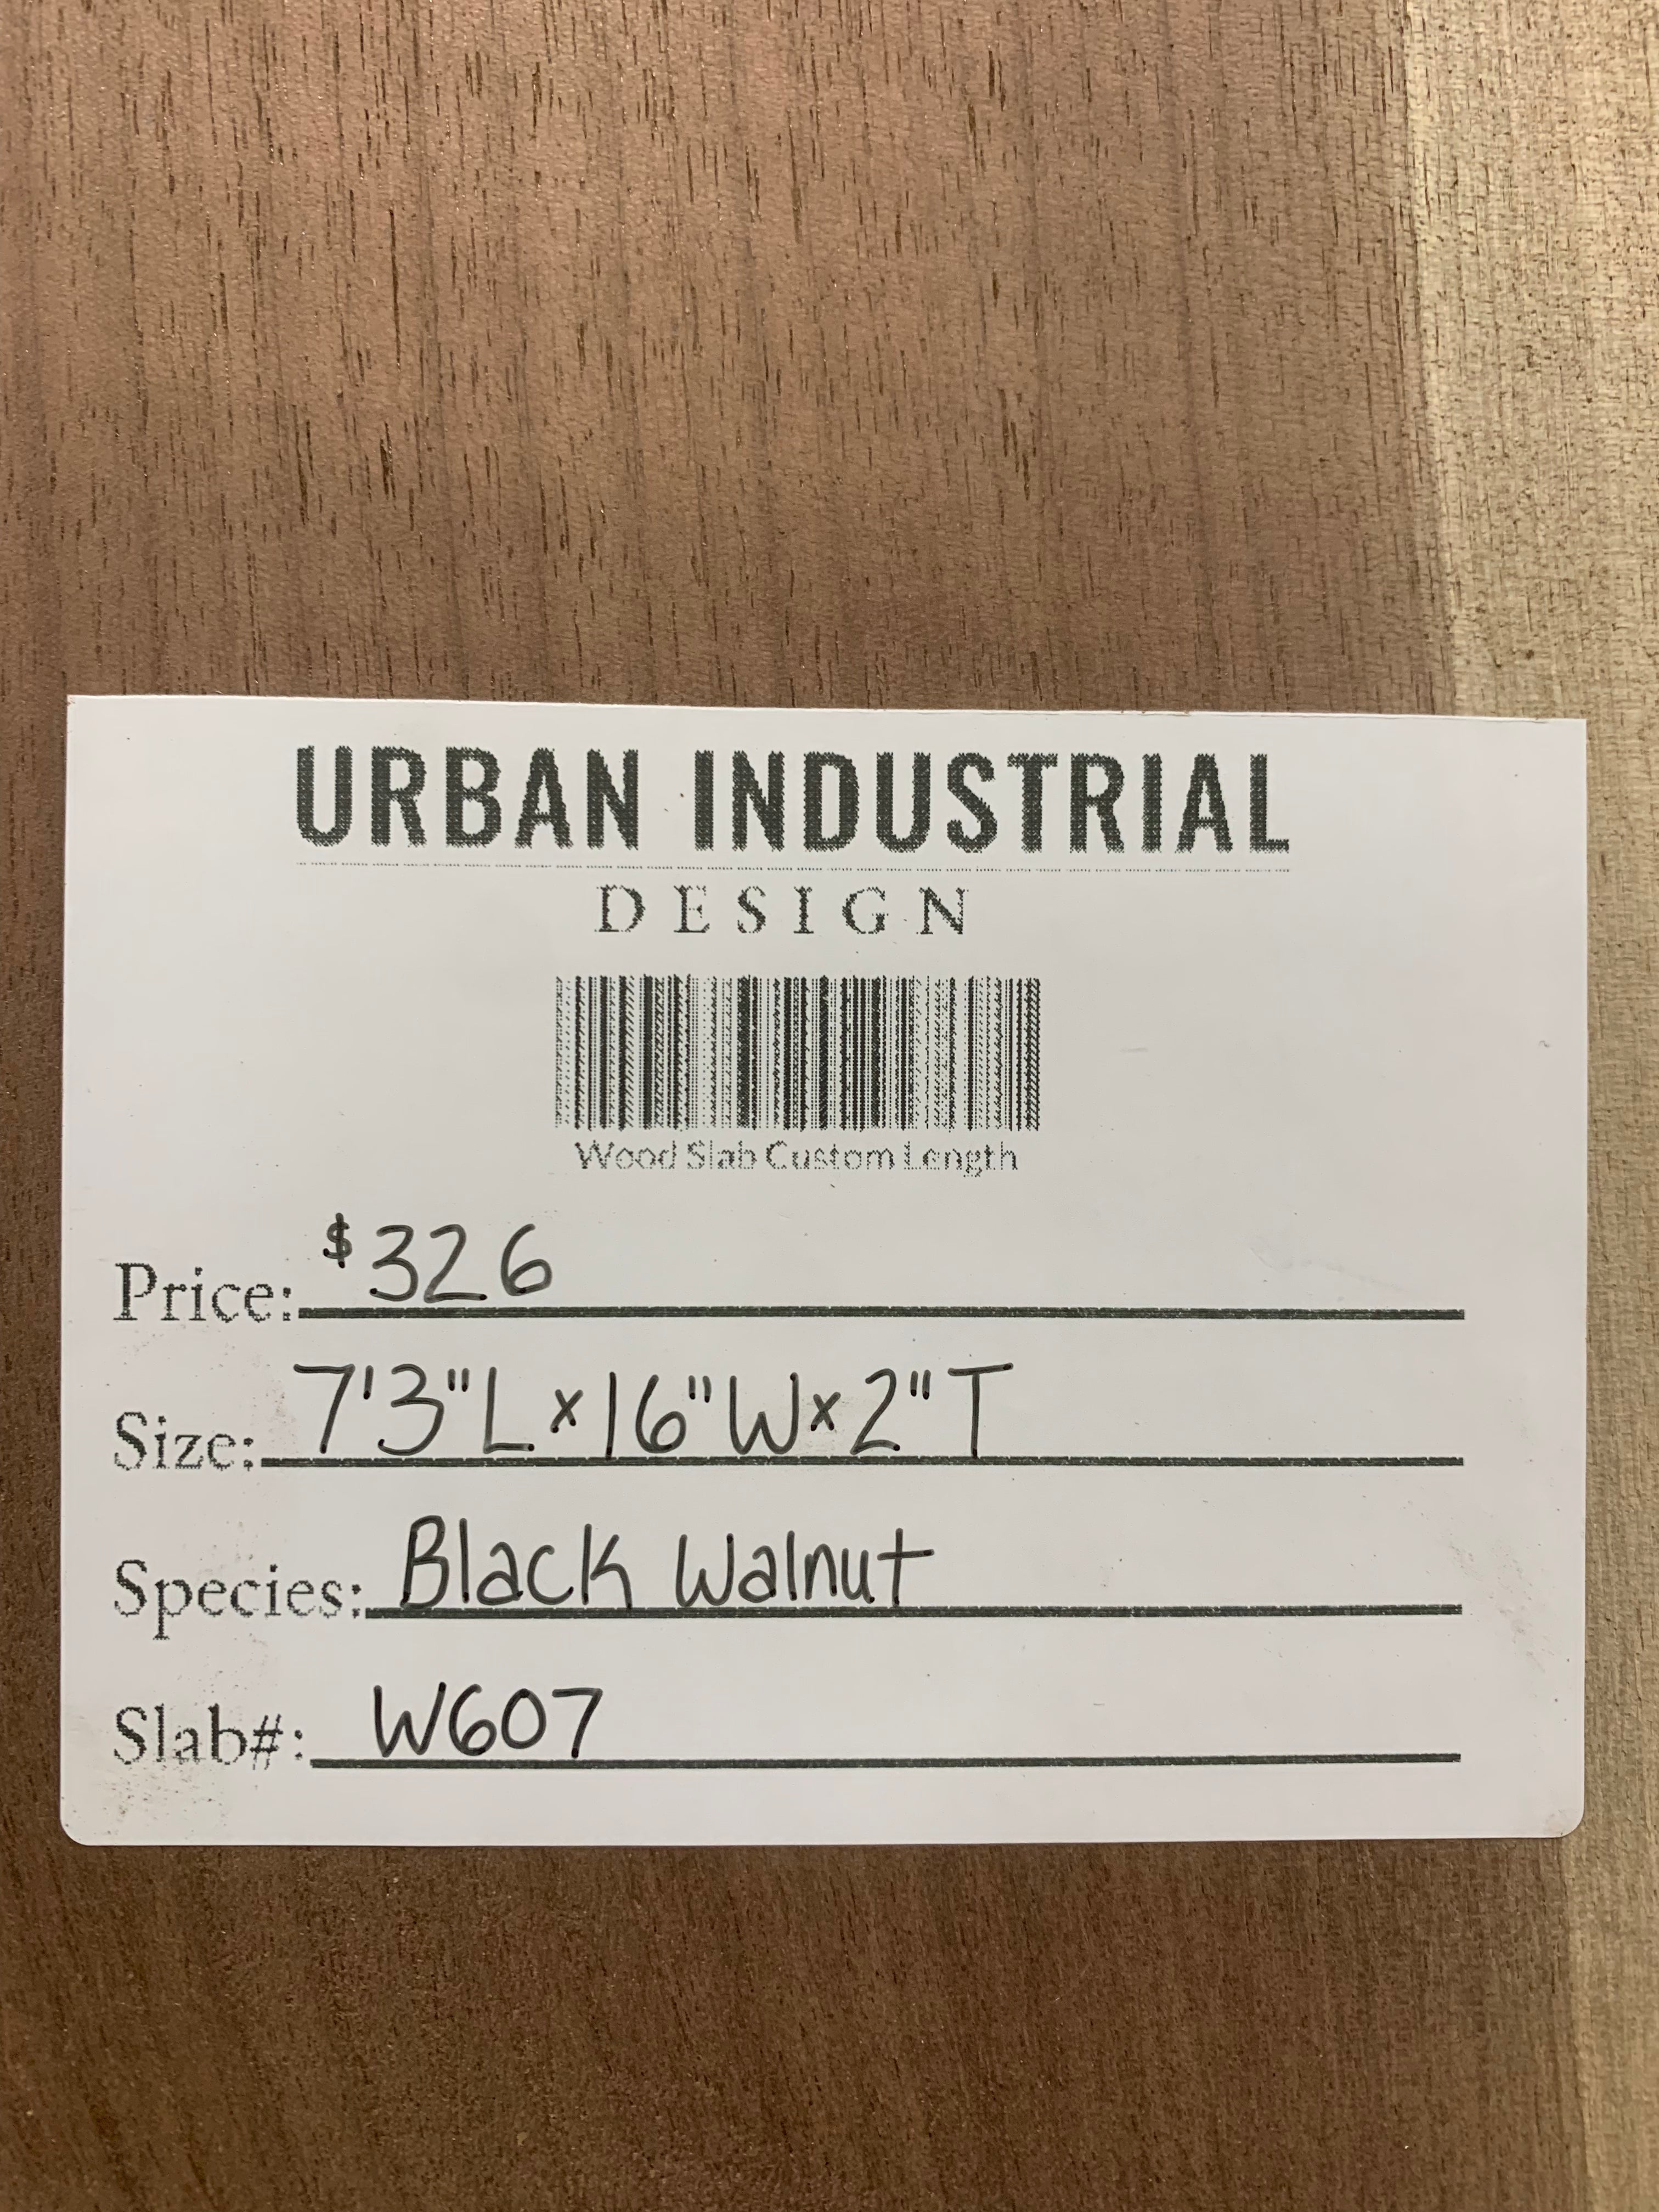 URBAN INDUSTRIAL
DESIGN
Wood Slab Custom Length
Price: $326
Size: 7'3"L x 16"W x 2"T
Species: Black Walnut
Slab#: W607